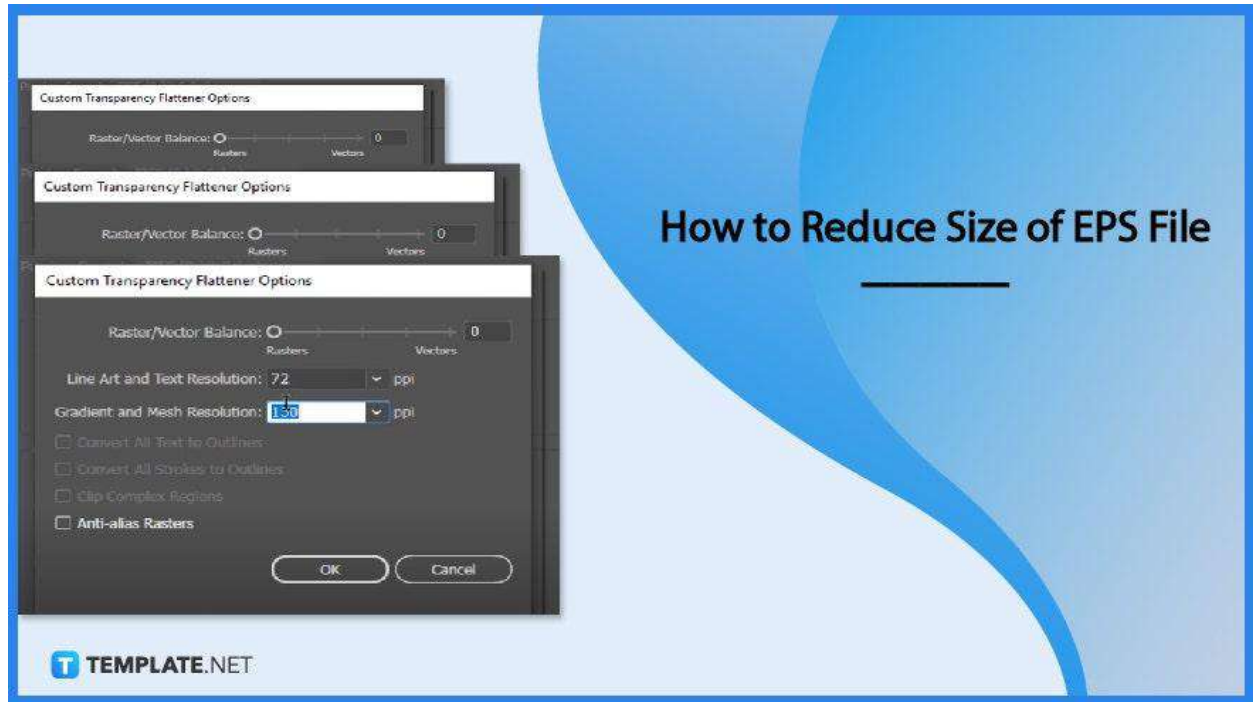 Custom Transparency Flattener Options
Raster/Vector Balance: 0
Rasters Vectors
Custom Transparency Flattener Options
Raster/Vector Balance: 0
Rasters Vectors
Custom Transparency Flattener Options
Raster/Vector Balance: 0
Rasters Vectors
Line Art and Text Resolution: 72 ppi
Gradient and Mesh Resolution: 150 ppi
Convert All Text to Outlines
Convert All Strokes to Outlines
Clip Complex Regions
Anti-alias Rasters
OK Cancel
How to Reduce Size of EPS File
T TEMPLATE.NET